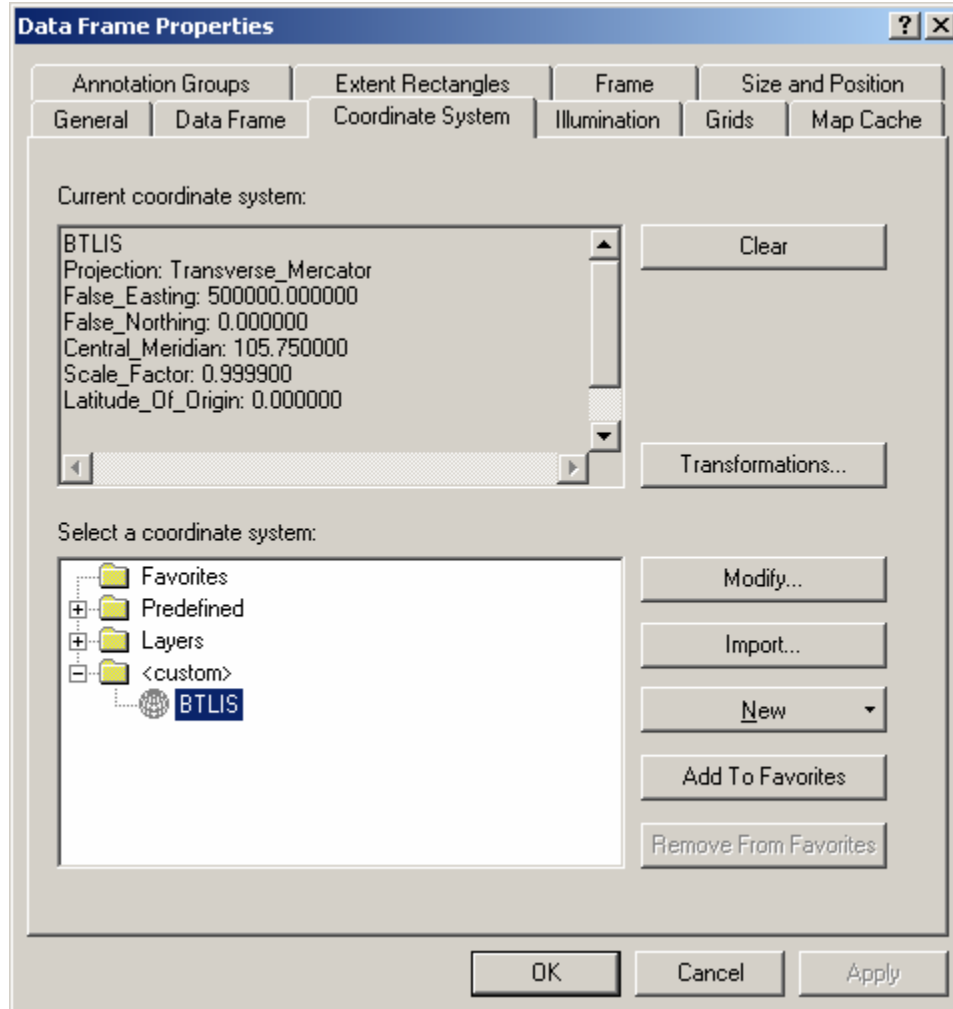 Data Frame Properties
Annotation Groups Extent Rectangles Frame Size and Position
General Data Frame Coordinate System Illumination Grids Map Cache
Current coordinate system:
BTLIS
Projection: Transverse_Mercator
False_Easting: 500000.000000
False_Northing: 0.000000
Central_Meridian: 105.750000
Scale_Factor: 0.999900
Latitude_Of_Origin: 0.000000
Clear
Transformations...
Select a coordinate system:
Favorites
Predefined
Layers
<custom>
BTLIS
Modify...
Import...
New
Add To Favorites
Remove From Favorites
OK Cancel Apply